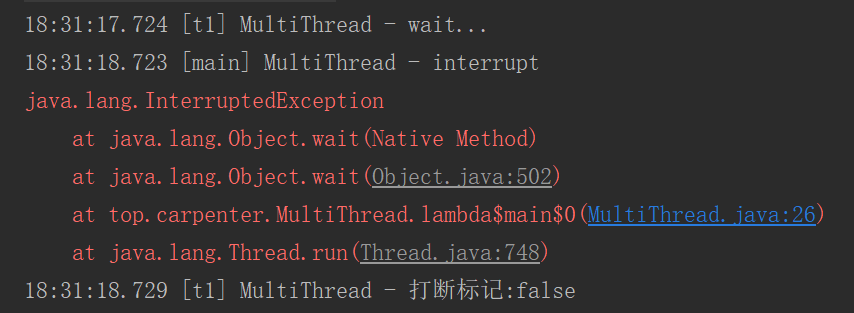 18:31:17.724 [t1] MultiThread - wait...
18:31:18.723 [main] MultiThread - interrupt
java.lang.InterruptedException
    at java.lang.Object.wait(Native Method)
    at java.lang.Object.wait(Object.java:502)
    at top.carpenter.MultiThread.lambda$main$0(MultiThread.java:26)
    at java.lang.Thread.run(Thread.java:748)
18:31:18.729 [t1] MultiThread - 打断标记:false